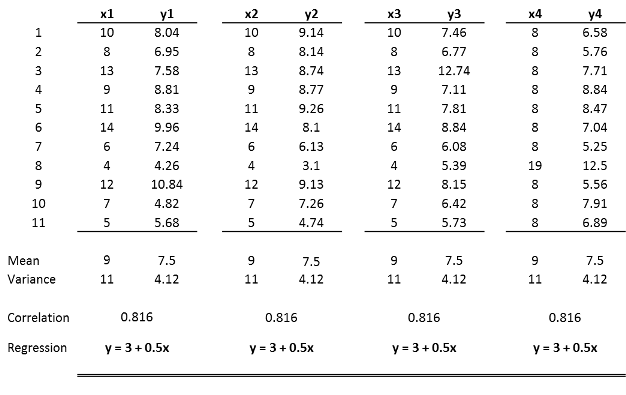 x1 y1 x2 y2 x3 y3 x4 y4
1 10 8.04 10 9.14 10 7.46 8 6.58
2 8 6.95 8 8.14 8 6.77 8 5.76
3 13 7.58 13 8.74 13 12.74 8 7.71
4 9 8.81 9 8.77 9 7.11 8 8.84
5 11 8.33 11 9.26 11 7.81 8 8.47
6 14 9.96 14 8.1 14 8.84 8 7.04
7 6 7.24 6 6.13 6 6.08 8 5.25
8 4 4.26 4 3.1 4 5.39 19 12.5
9 12 10.84 12 9.13 12 8.15 8 5.56
10 7 4.82 7 7.26 7 6.42 8 7.91
11 5 5.68 5 4.74 5 5.73 8 6.89
Mean 9 7.5 9 7.5 9 7.5 9 7.5
Variance 11 4.12 11 4.12 11 4.12 11 4.12
Correlation 0.816 0.816 0.816 0.816
Regression y = 3 + 0.5x y = 3 + 0.5x y = 3 + 0.5x y = 3 + 0.5x